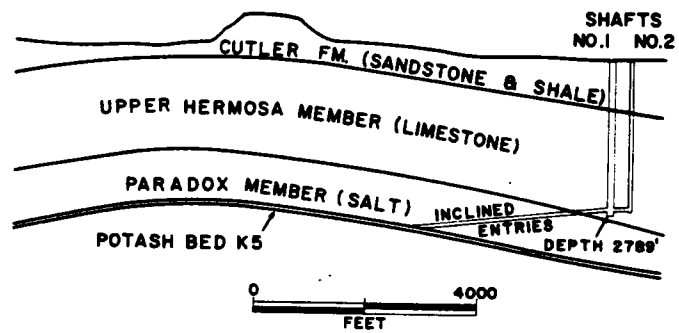 SHAFTS
NO.1 NO.2
CUTLER FM. (SANDSTONE & SHALE)
UPPER HERMOSA MEMBER (LIMESTONE)
PARADOX MEMBER (SALT)
INCLINED
ENTRIES
POTASH BED K5
DEPTH 2789'
0 4000
FEET